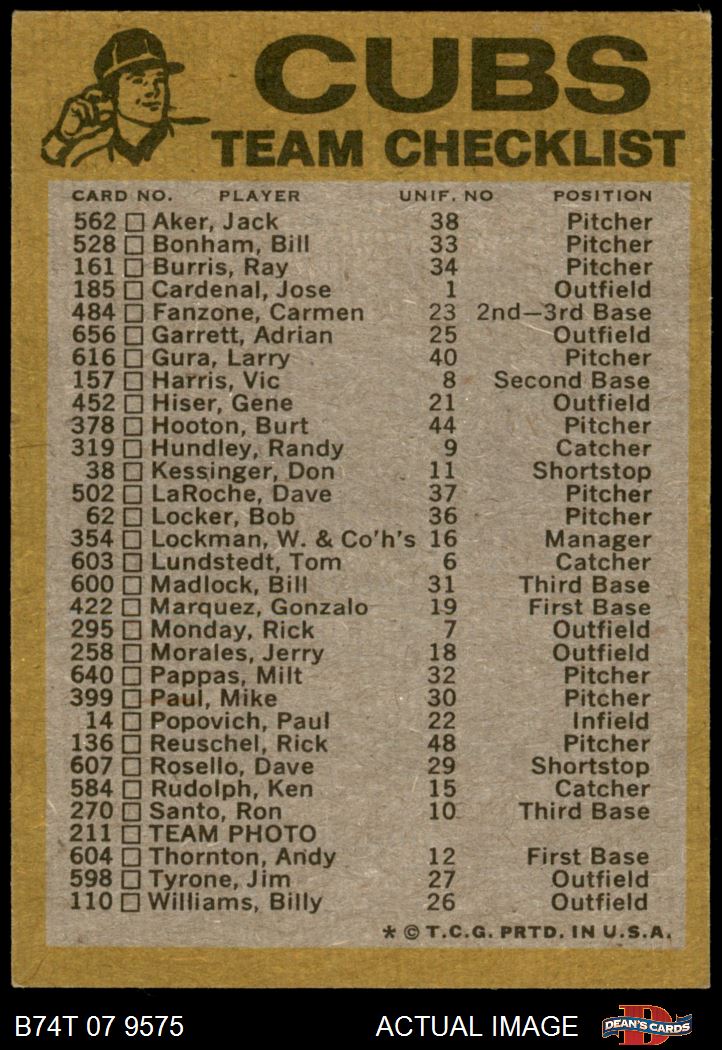 CUBS
TEAM CHECKLIST
CARD NO. PLAYER UNIF. NO POSITION
562 Aker, Jack 38 Pitcher
528 Bonham, Bill 33 Pitcher
161 Burris, Ray 34 Pitcher
185 Cardenal, Jose 1 Outfield
484 Fanzone, Carmen 23 2nd—3rd Base
656 Garrett, Adrian 25 Outfield
616 Gura, Larry 40 Pitcher
157 Harris, Vic 8 Second Base
452 Hiser, Gene 21 Outfield
378 Hooton, Burt 44 Pitcher
319 Hundley, Randy 9 Catcher
38 Kessinger, Don 11 Shortstop
502 LaRoche, Dave 37 Pitcher
62 Locker, Bob 36 Pitcher
354 Lockman, W. & Co'h's 16 Manager
603 Lundstedt, Tom 6 Catcher
600 Madlock, Bill 31 Third Base
422 Marquez, Gonzalo 19 First Base
295 Monday, Rick 7 Outfield
258 Morales, Jerry 18 Outfield
640 Pappas, Milt 32 Pitcher
399 Paul, Mike 30 Pitcher
14 Popovich, Paul 22 Infield
136 Reuschel, Rick 48 Pitcher
607 Rosello, Dave 29 Shortstop
584 Rudolph, Ken 15 Catcher
270 Santo, Ron 10 Third Base
211 TEAM PHOTO
604 Thornton, Andy 12 First Base
598 Tyrone, Jim 27 Outfield
110 Williams, Billy 26 Outfield
* © T.C.G. PRTD. IN U.S.A.
B74T 07 9575 ACTUAL IMAGE DEAN'S CARDS